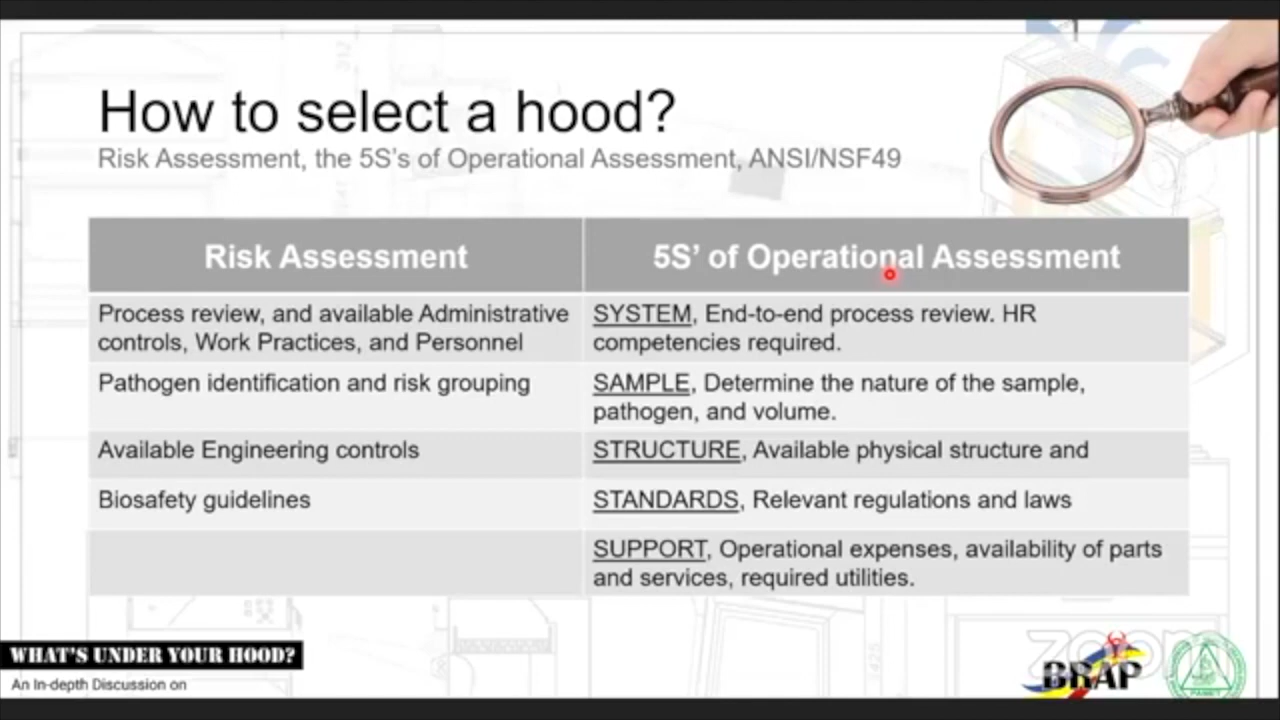 How to select a hood?
Risk Assessment, the 5S's of Operational Assessment, ANSI/NSF49
Risk Assessment
5S' of Operational Assessment
Process review, and available Administrative
controls, Work Practices, and Personnel
SYSTEM, End-to-end process review. HR
competencies required.
Pathogen identification and risk grouping
SAMPLE, Determine the nature of the sample,
pathogen, and volume.
Available Engineering controls
STRUCTURE, Available physical structure and
Biosafety guidelines
STANDARDS, Relevant regulations and laws
SUPPORT, Operational expenses, availability of parts
and services, required utilities.
WHAT'S UNDER YOUR HOOD?
An In-depth Discussion on
zoom
BRAP